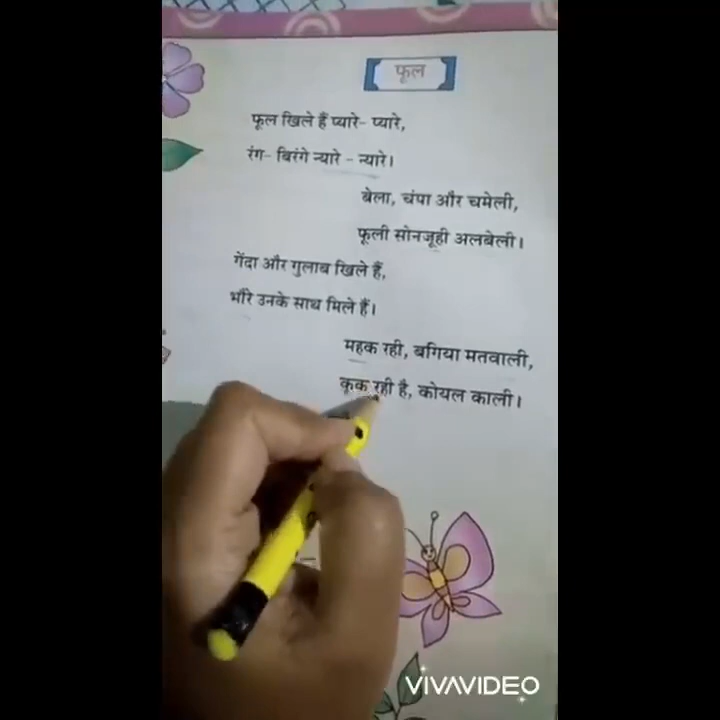 फूल
फूल खिले हैं प्यारे- प्यारे,
रंग- बिरंगे न्यारे - न्यारे।
बेला, चंपा और चमेली,
फूली सोनजूही अलबेली।
गेंदा और गुलाब खिले हैं,
भौंरे उनके साथ मिले हैं।
महक रही, बगिया मतवाली,
कूक रही है, कोयल काली।
VIVAVIDEO